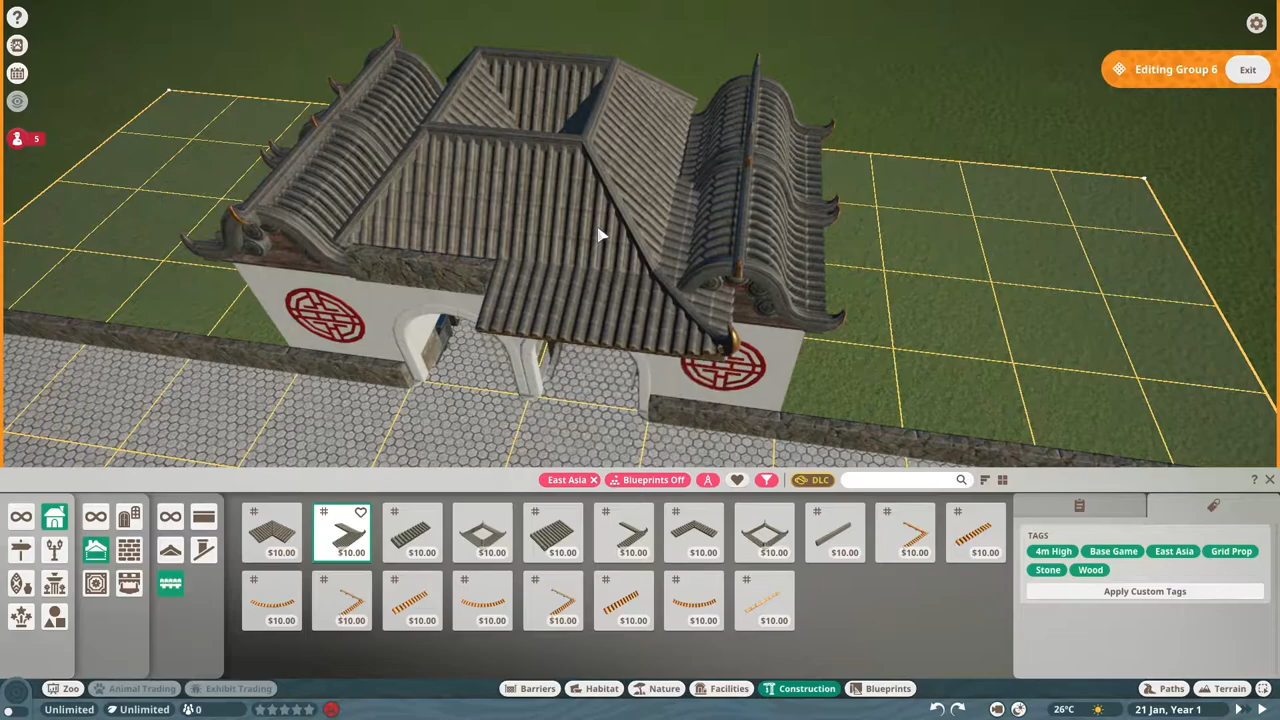 ?
Editing Group 6
Exit
5
East Asia
Blueprints Off
DLC
?
$10.00 $10.00 $10.00 $10.00 $10.00 $10.00 $10.00 $10.00 $10.00 $10.00 $10.00
$10.00 $10.00 $10.00 $10.00 $10.00 $10.00 $10.00 $10.00
TAGS
4m High Base Game East Asia Grid Prop
Stone Wood
Apply Custom Tags
Zoo Animal Trading Exhibit Trading Barriers Habitat Nature Facilities Construction Blueprints Paths Terrain
Unlimited Unlimited 0 26°C 21 Jan, Year 1